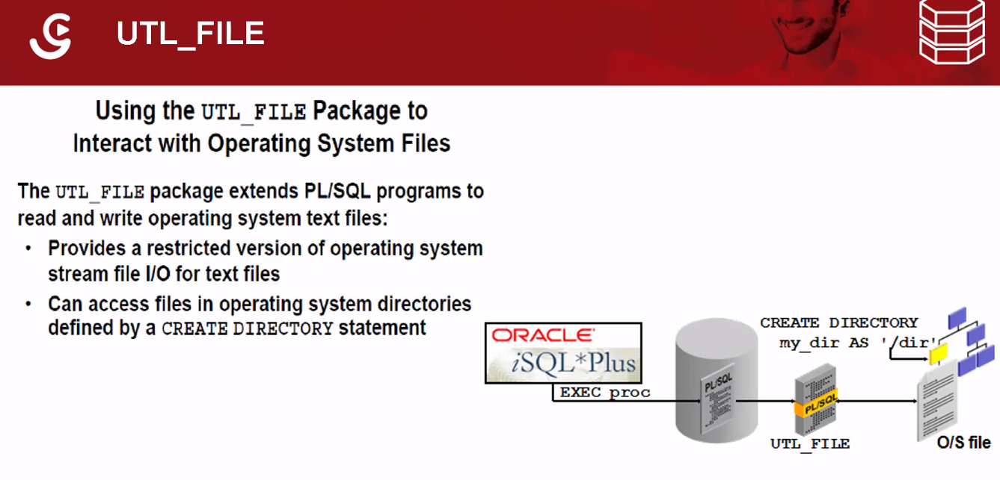 UTL_FILE
Using the UTL_FILE Package to
Interact with Operating System Files
The UTL_FILE package extends PL/SQL programs to
read and write operating system text files:
• Provides a restricted version of operating system
stream file I/O for text files
• Can access files in operating system directories
defined by a CREATE DIRECTORY statement
ORACLE
iSQL*Plus
EXEC proc
PL/SQL
CREATE DIRECTORY
my_dir AS '/dir'
PL/SQL
UTL_FILE
O/S file